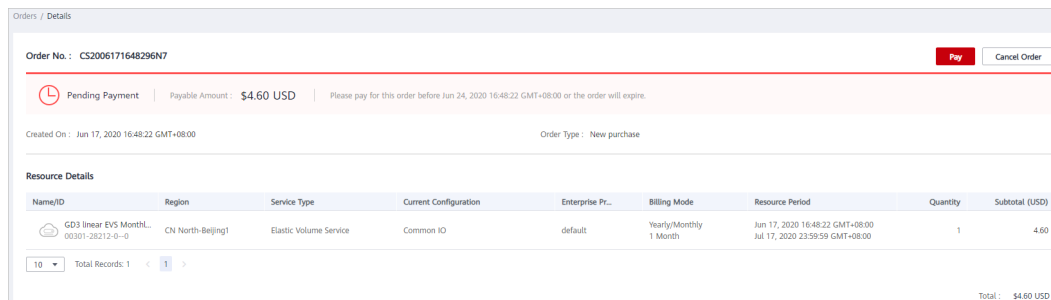 Orders / Details
Order No. : CS2006171648296N7
Pay
Cancel Order
Pending Payment
Payable Amount : $4.60 USD
Please pay for this order before Jun 24, 2020 16:48:22 GMT+08:00 or the order will expire.
Created On : Jun 17, 2020 16:48:22 GMT+08:00
Order Type : New purchase
Resource Details
Name/ID Region Service Type Current Configuration Enterprise Pr... Billing Mode Resource Period Quantity Subtotal (USD)
GD3 linear EVS Monthl... CN North-Beijing1 Elastic Volume Service Common IO default Yearly/Monthly Jun 17, 2020 16:48:22 GMT+08:00 1 4.60
00301-28212-0--0 1 Month Jul 17, 2020 23:59:59 GMT+08:00
10 Total Records: 1 < 1 >
Total : $4.60 USD